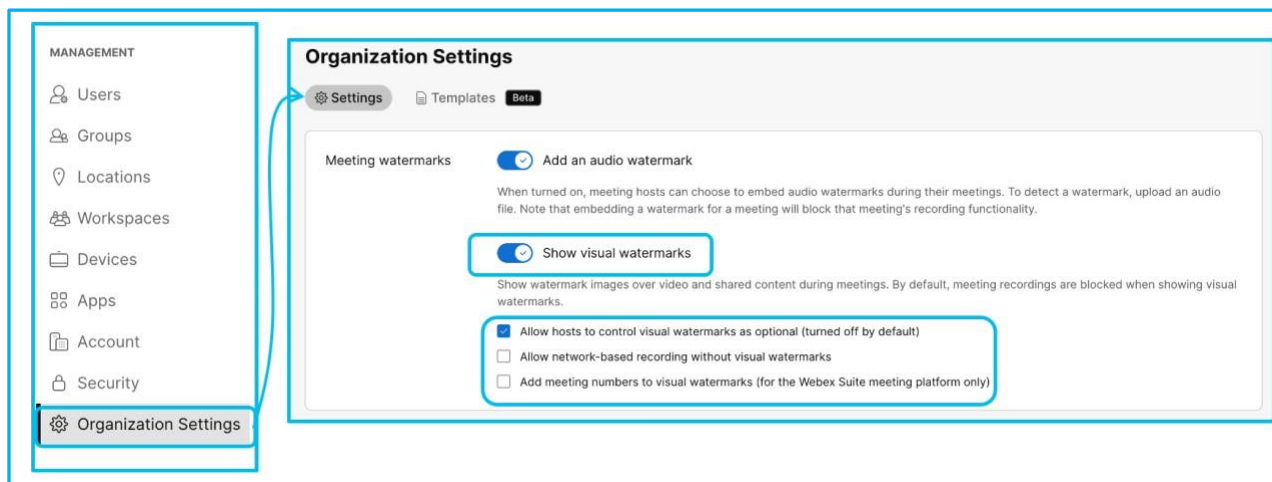 MANAGEMENT
Users
Groups
Locations
Workspaces
Devices
Apps
Account
Security
Organization Settings
Organization Settings
Settings
Templates Beta
Meeting watermarks
Add an audio watermark
When turned on, meeting hosts can choose to embed audio watermarks during their meetings. To detect a watermark, upload an audio
file. Note that embedding a watermark for a meeting will block that meeting's recording functionality.
Show visual watermarks
Show watermark images over video and shared content during meetings. By default, meeting recordings are blocked when showing visual
watermarks.
Allow hosts to control visual watermarks as optional (turned off by default)
Allow network-based recording without visual watermarks
Add meeting numbers to visual watermarks (for the Webex Suite meeting platform only)